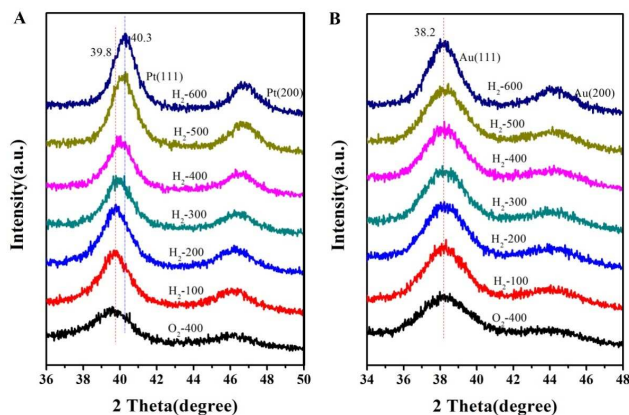 A
39.8
40.3
Pt(111)
Pt(200)
H2-600
H2-500
H2-400
H2-300
H2-200
H2-100
O2-400
Intensity(a.u.)
36 38 40 42 44 46 48 50
2 Theta(degree)
B
38.2
Au(111)
Au(200)
H2-600
H2-500
H2-400
H2-300
H2-200
H2-100
O2-400
Intensity(a.u.)
34 36 38 40 42 44 46 48
2 Theta(degree)